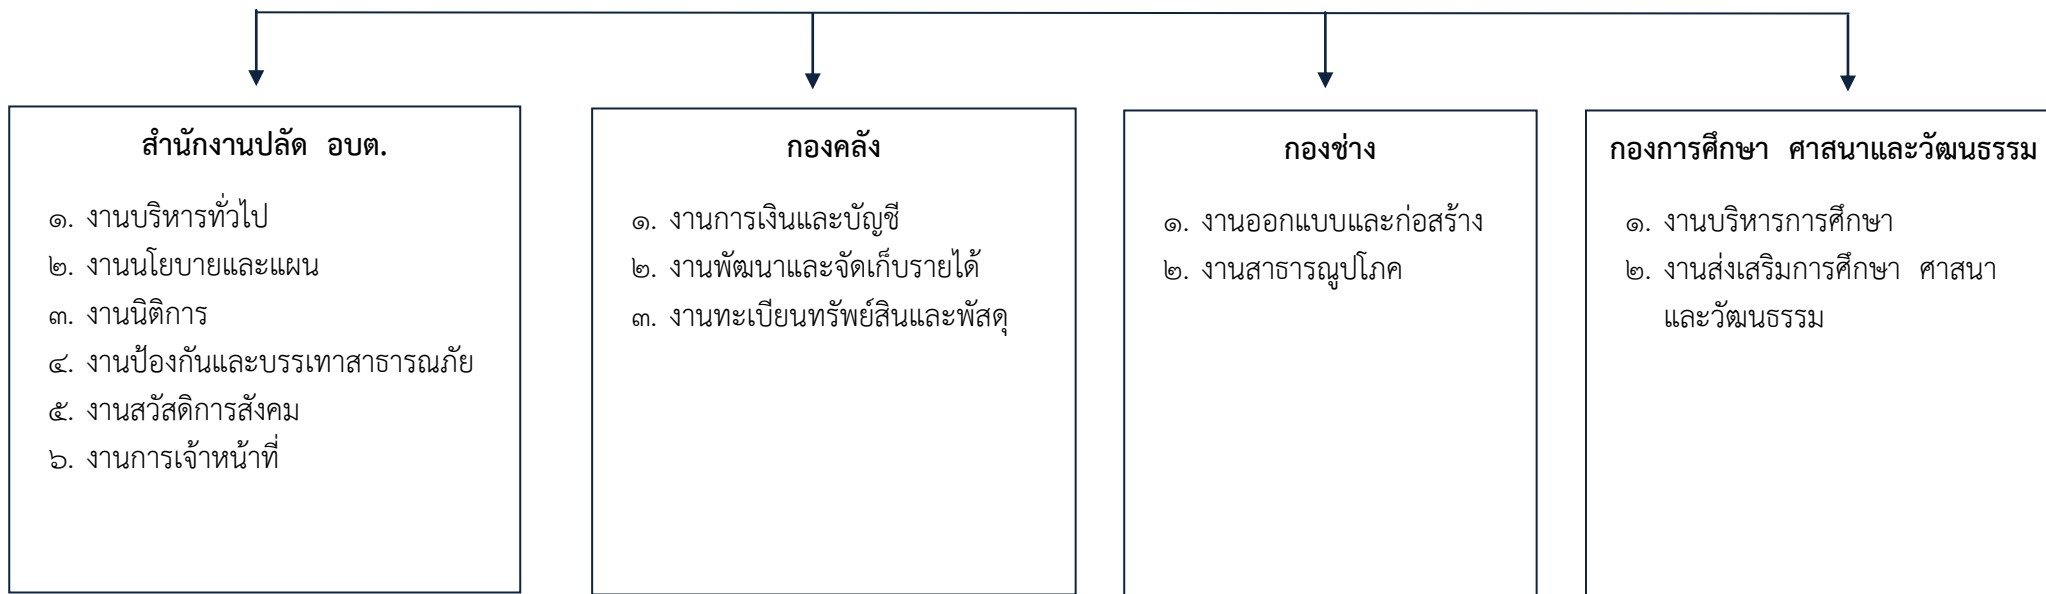 สำนักงานปลัด อบต.
๑. งานบริหารทั่วไป
๒. งานนโยบายและแผน
๓. งานนิติการ
๔. งานป้องกันและบรรเทาสาธารณภัย
๕. งานสวัสดิการสังคม
๖. งานการเจ้าหน้าที่
กองคลัง
๑. งานการเงินและบัญชี
๒. งานพัฒนาและจัดเก็บรายได้
๓. งานทะเบียนทรัพย์สินและพัสดุ
กองช่าง
๑. งานออกแบบและก่อสร้าง
๒. งานสาธารณูปโภค
กองการศึกษา ศาสนาและวัฒนธรรม
๑. งานบริหารการศึกษา
๒. งานส่งเสริมการศึกษา ศาสนา
และวัฒนธรรม